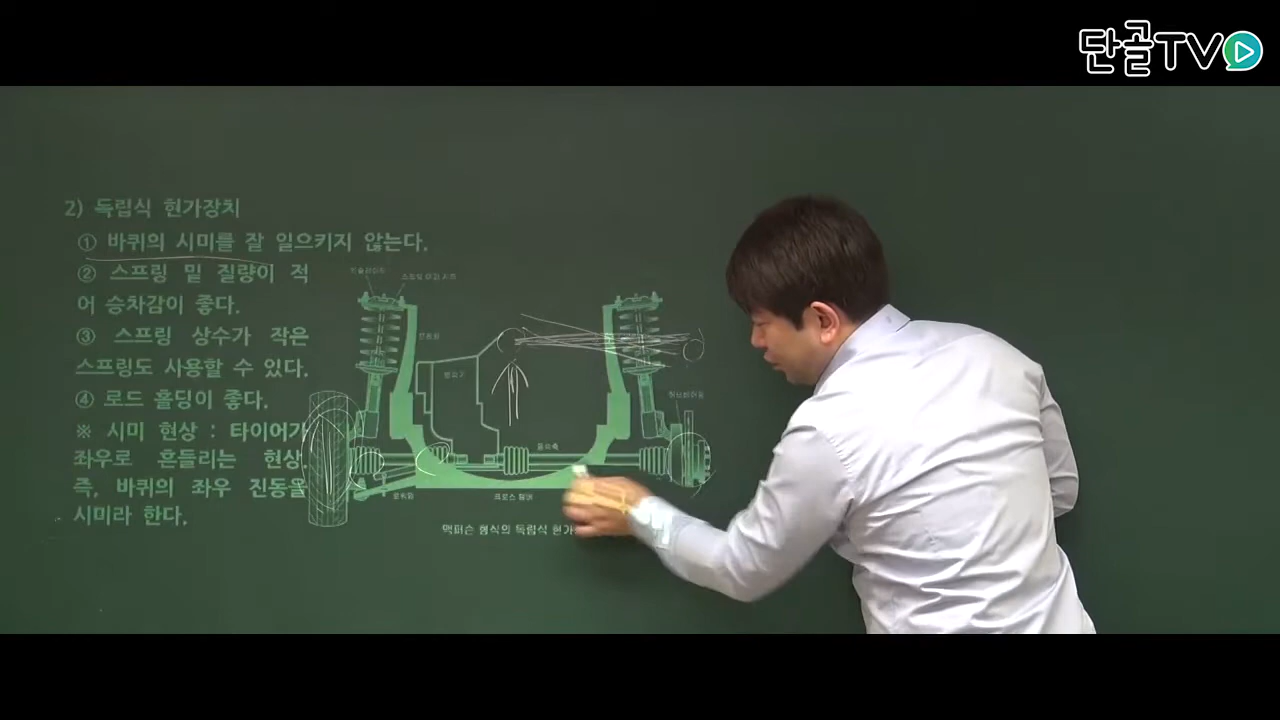 단골TV
2) 독립식 현가장치
① 바퀴의 시미를 잘 일으키지 않는다.
② 스프링 밑 질량이 적
어 승차감이 좋다.
③ 스프링 상수가 작은
스프링도 사용할 수 있다.
④ 로드 홀딩이 좋다.
※ 시미 현상 : 타이어가
좌우로 흔들리는 현상
즉, 바퀴의 좌우 진동을
시미라 한다.
맥퍼슨 형식의 독립식 현가